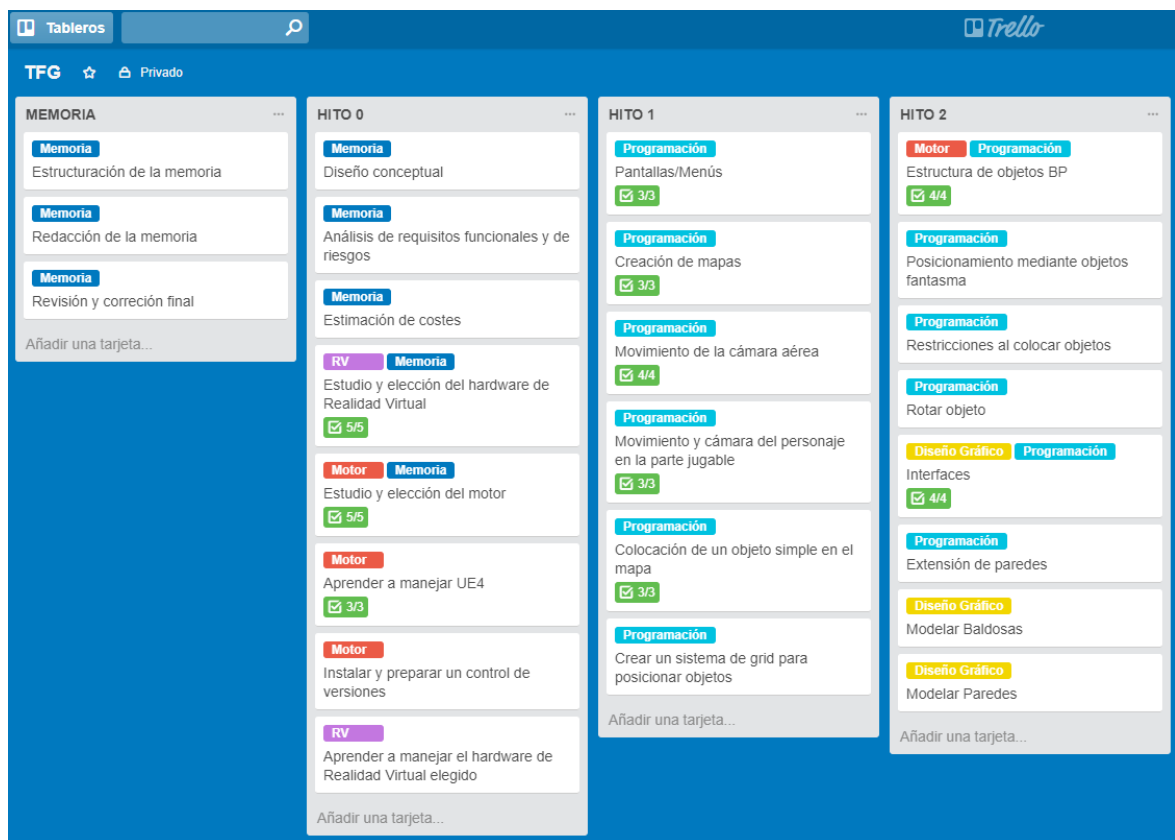 Tableros
Trello
TFG
Privado
MEMORIA
Memoria
Estructuración de la memoria
Memoria
Redacción de la memoria
Memoria
Revisión y correción final
Añadir una tarjeta...
HITO 0
Memoria
Diseño conceptual
Memoria
Análisis de requisitos funcionales y de
riesgos
Memoria
Estimación de costes
RV Memoria
Estudio y elección del hardware de
Realidad Virtual
5/5
Motor Memoria
Estudio y elección del motor
5/5
Motor
Aprender a manejar UE4
3/3
Motor
Instalar y preparar un control de
versiones
RV
Aprender a manejar el hardware de
Realidad Virtual elegido
Añadir una tarjeta...
HITO 1
Programación
Pantallas/Menús
3/3
Programación
Creación de mapas
3/3
Programación
Movimiento de la cámara aérea
4/4
Programación
Movimiento y cámara del personaje
en la parte jugable
3/3
Programación
Colocación de un objeto simple en el
mapa
3/3
Programación
Crear un sistema de grid para
posicionar objetos
Añadir una tarjeta...
HITO 2
Motor Programación
Estructura de objetos BP
4/4
Programación
Posicionamiento mediante objetos
fantasma
Programación
Restricciones al colocar objetos
Programación
Rotar objeto
Diseño Gráfico Programación
Interfaces
4/4
Programación
Extensión de paredes
Diseño Gráfico
Modelar Baldosas
Diseño Gráfico
Modelar Paredes
Añadir una tarjeta...